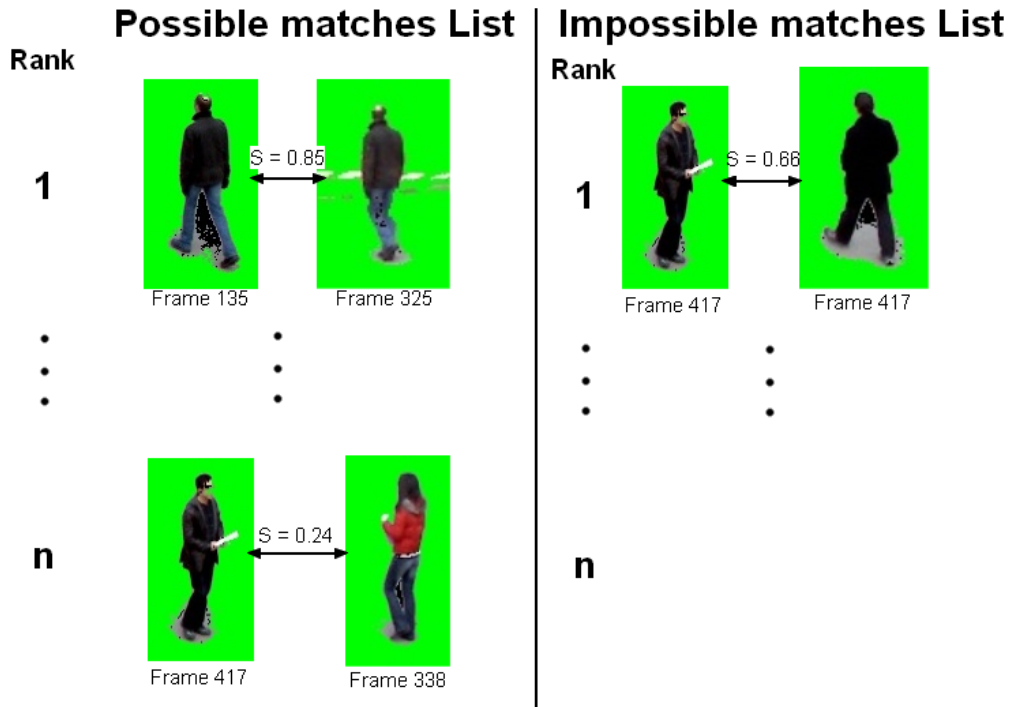 Possible matches List
Rank
1
S = 0.85
Frame 135
Frame 325
n
S = 0.24
Frame 417
Frame 338
Impossible matches List
Rank
1
S = 0.66
Frame 417
Frame 417
n